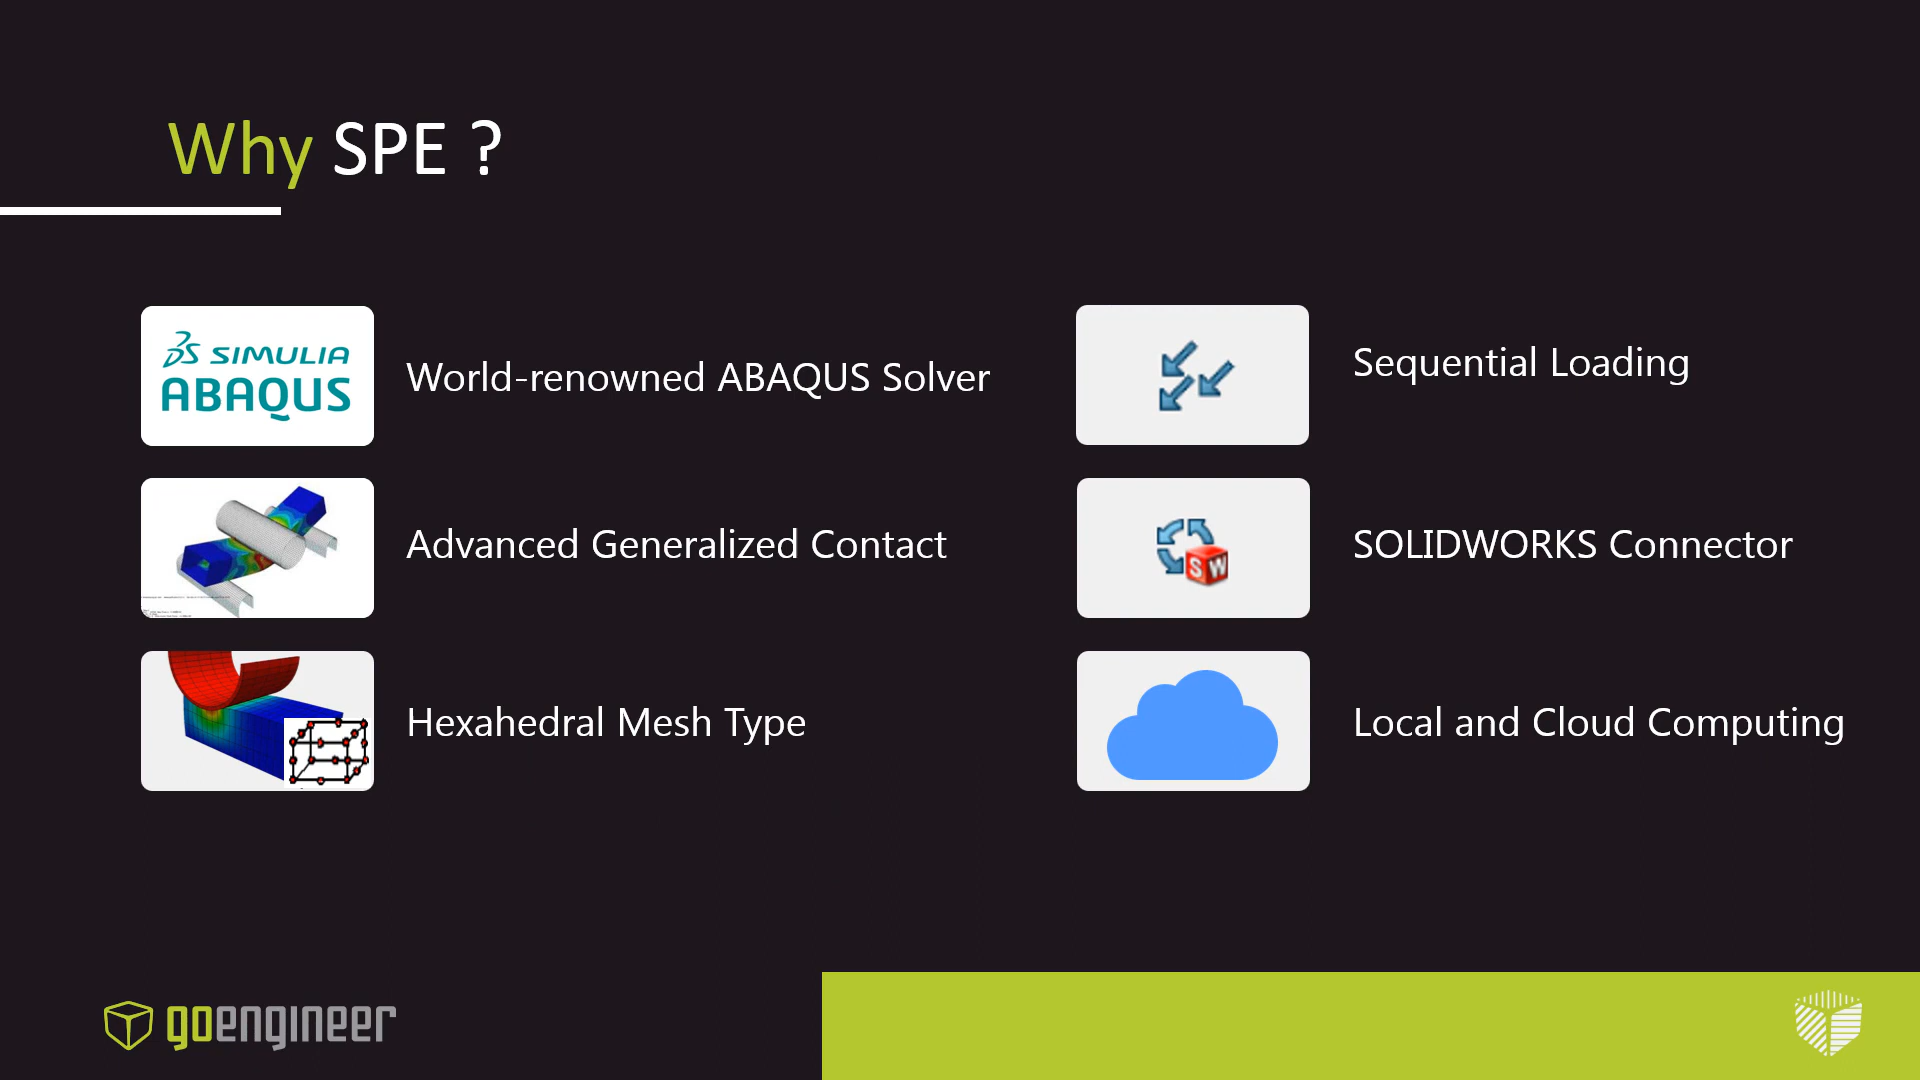 Why SPE ?
SIMULIA
ABAQUS
World-renowned ABAQUS Solver
Advanced Generalized Contact
Hexahedral Mesh Type
Sequential Loading
SW
SOLIDWORKS Connector
Local and Cloud Computing
goengineer